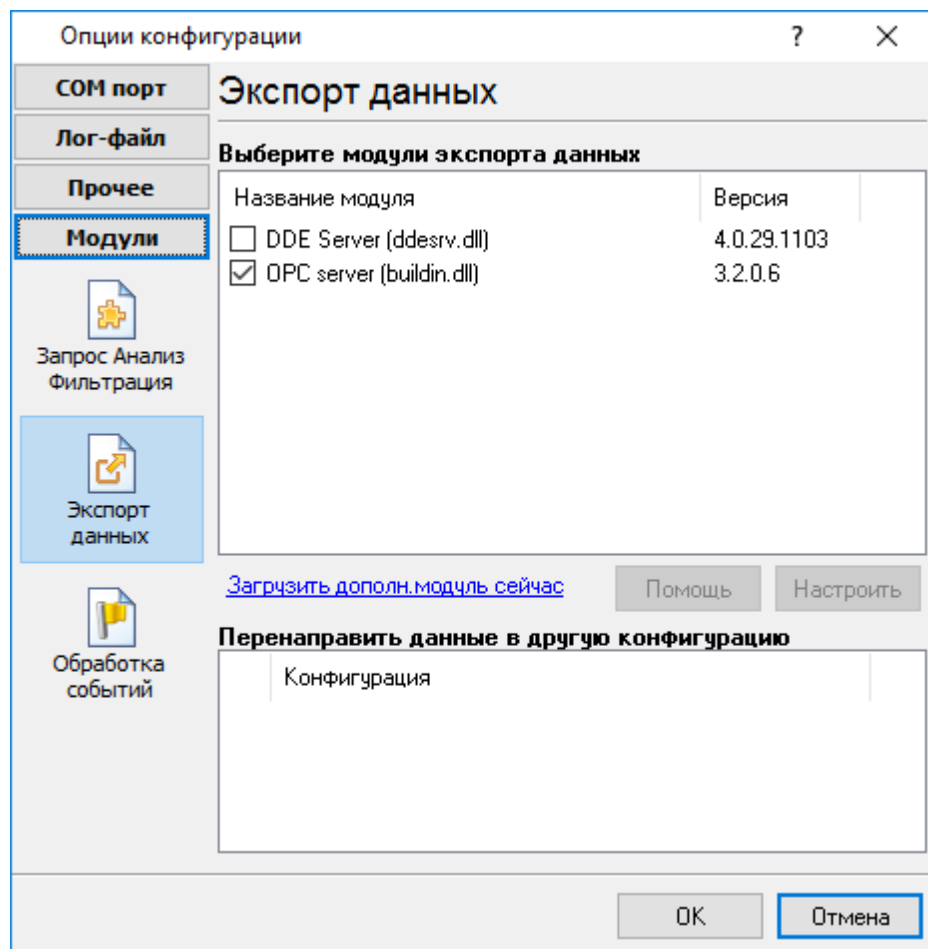 Опции конфигурации
?
COM порт
Лог-файл
Прочее
Модули
Запрос Анализ
Фильтрация
Экспорт
данных
Обработка
событий
Экспорт данных
Выберите модули экспорта данных
Название модуля Версия
DDE Server (ddesrv.dll) 4.0.29.1103
OPC server (buildin.dll) 3.2.0.6
Загрузить дополн.модуль сейчас
Помощь
Настроить
Перенаправить данные в другую конфигурацию
Конфигурация
OK
Отмена